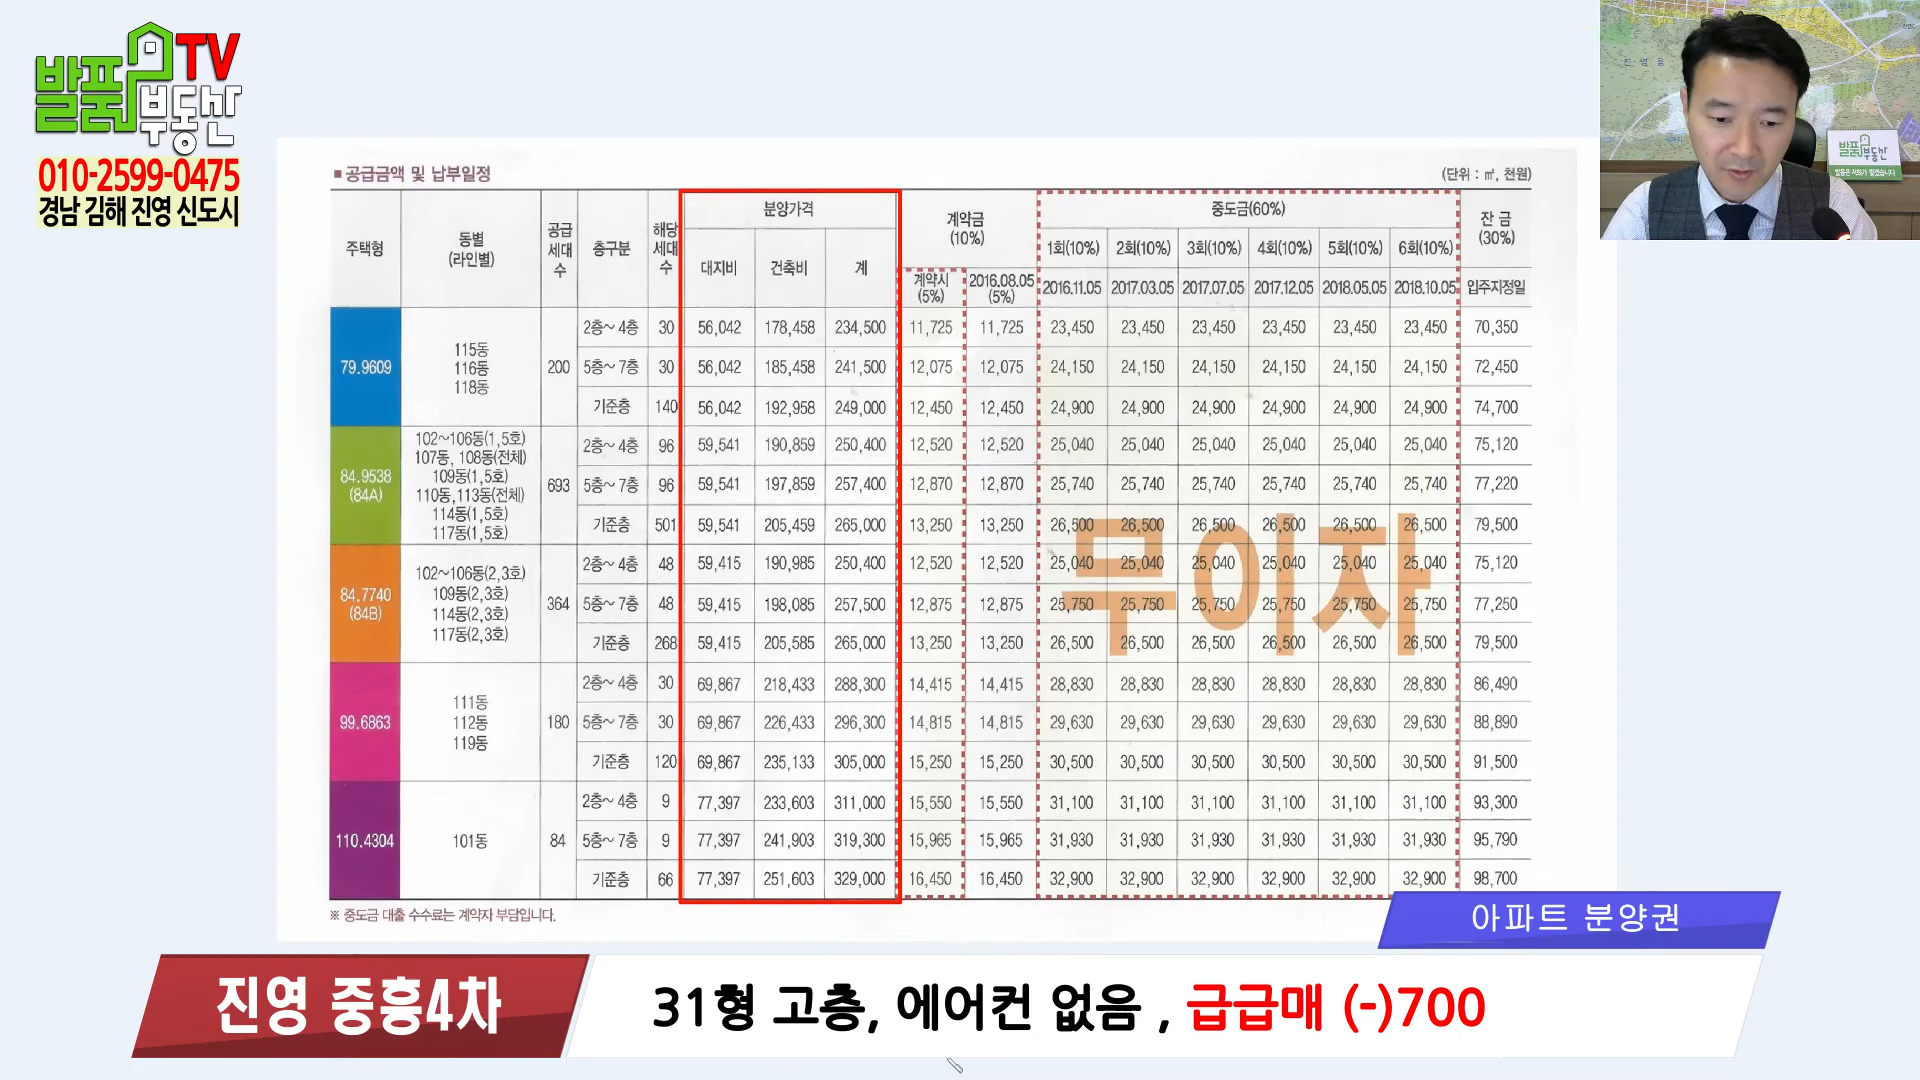 발품 TV
부동산
010-2599-0475
경남 김해 진영 신도시
진 영 읍
발품부동산
발품은 저희가 팔겠습니다
■ 공급금액 및 납부일정
(단위 : ㎡, 천원)
주택형 동별 (라인별) 공급 세대 수 층구분 해당 세대 수 분양가격 계약금 (10%) 중도금(60%) 잔 금 (30%)
대지비 건축비 계 1회(10%) 2회(10%) 3회(10%) 4회(10%) 5회(10%) 6회(10%)
계약시 (5%) 2016.08.05 (5%) 2016.11.05 2017.03.05 2017.07.05 2017.12.05 2018.05.05 2018.10.05 입주지정일
79.9609 115동 116동 118동 200
2층~ 4층 30 56,042 178,458 234,500 11,725 11,725 23,450 23,450 23,450 23,450 23,450 23,450 70,350
5층~ 7층 30 56,042 185,458 241,500 12,075 12,075 24,150 24,150 24,150 24,150 24,150 24,150 72,450
기준층 140 56,042 192,958 249,000 12,450 12,450 24,900 24,900 24,900 24,900 24,900 24,900 74,700
84.9538 (84A) 102~106동(1,5호) 107동, 108동(전체) 109동(1,5호) 110동,113동(전체) 114동(1,5호) 117동(1,5호) 693
2층~ 4층 96 59,541 190,859 250,400 12,520 12,520 25,040 25,040 25,040 25,040 25,040 25,040 75,120
5층~ 7층 96 59,541 197,859 257,400 12,870 12,870 25,740 25,740 25,740 25,740 25,740 25,740 77,220
기준층 501 59,541 205,459 265,000 13,250 13,250 26,500 26,500 26,500 26,500 26,500 26,500 79,500
84.7740 (84B) 102~106동(2,3호) 109동(2,3호) 114동(2,3호) 117동(2,3호) 364
2층~ 4층 48 59,415 190,985 250,400 12,520 12,520 25,040 25,040 25,040 25,040 25,040 25,040 75,120
5층~ 7층 48 59,415 198,085 257,500 12,875 12,875 25,750 25,750 25,750 25,750 25,750 25,750 77,250
기준층 268 59,415 205,585 265,000 13,250 13,250 26,500 26,500 26,500 26,500 26,500 26,500 79,500
무이자
99.6863 111동 112동 119동 180
2층~ 4층 30 69,867 218,433 288,300 14,415 14,415 28,830 28,830 28,830 28,830 28,830 28,830 86,490
5층~ 7층 30 69,867 226,433 296,300 14,815 14,815 29,630 29,630 29,630 29,630 29,630 29,630 88,890
기준층 120 69,867 235,133 305,000 15,250 15,250 30,500 30,500 30,500 30,500 30,500 30,500 91,500
110.4304 101동 84
2층~ 4층 9 77,397 233,603 311,000 15,550 15,550 31,100 31,100 31,100 31,100 31,100 31,100 93,300
5층~ 7층 9 77,397 241,903 319,300 15,965 15,965 31,930 31,930 31,930 31,930 31,930 31,930 95,790
기준층 66 77,397 251,603 329,000 16,450 16,450 32,900 32,900 32,900 32,900 32,900 32,900 98,700
※ 중도금 대출 수수료는 계약자 부담입니다.
아파트 분양권
진영 중흥4차
31형 고층, 에어컨 없음 , 급급매 (-)700